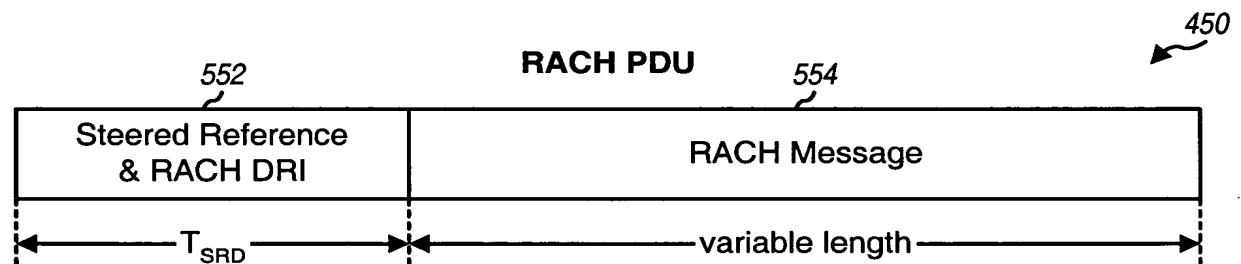 450
RACH PDU
552
554
Steered Reference
& RACH DRI
RACH Message
T_SRD
variable length